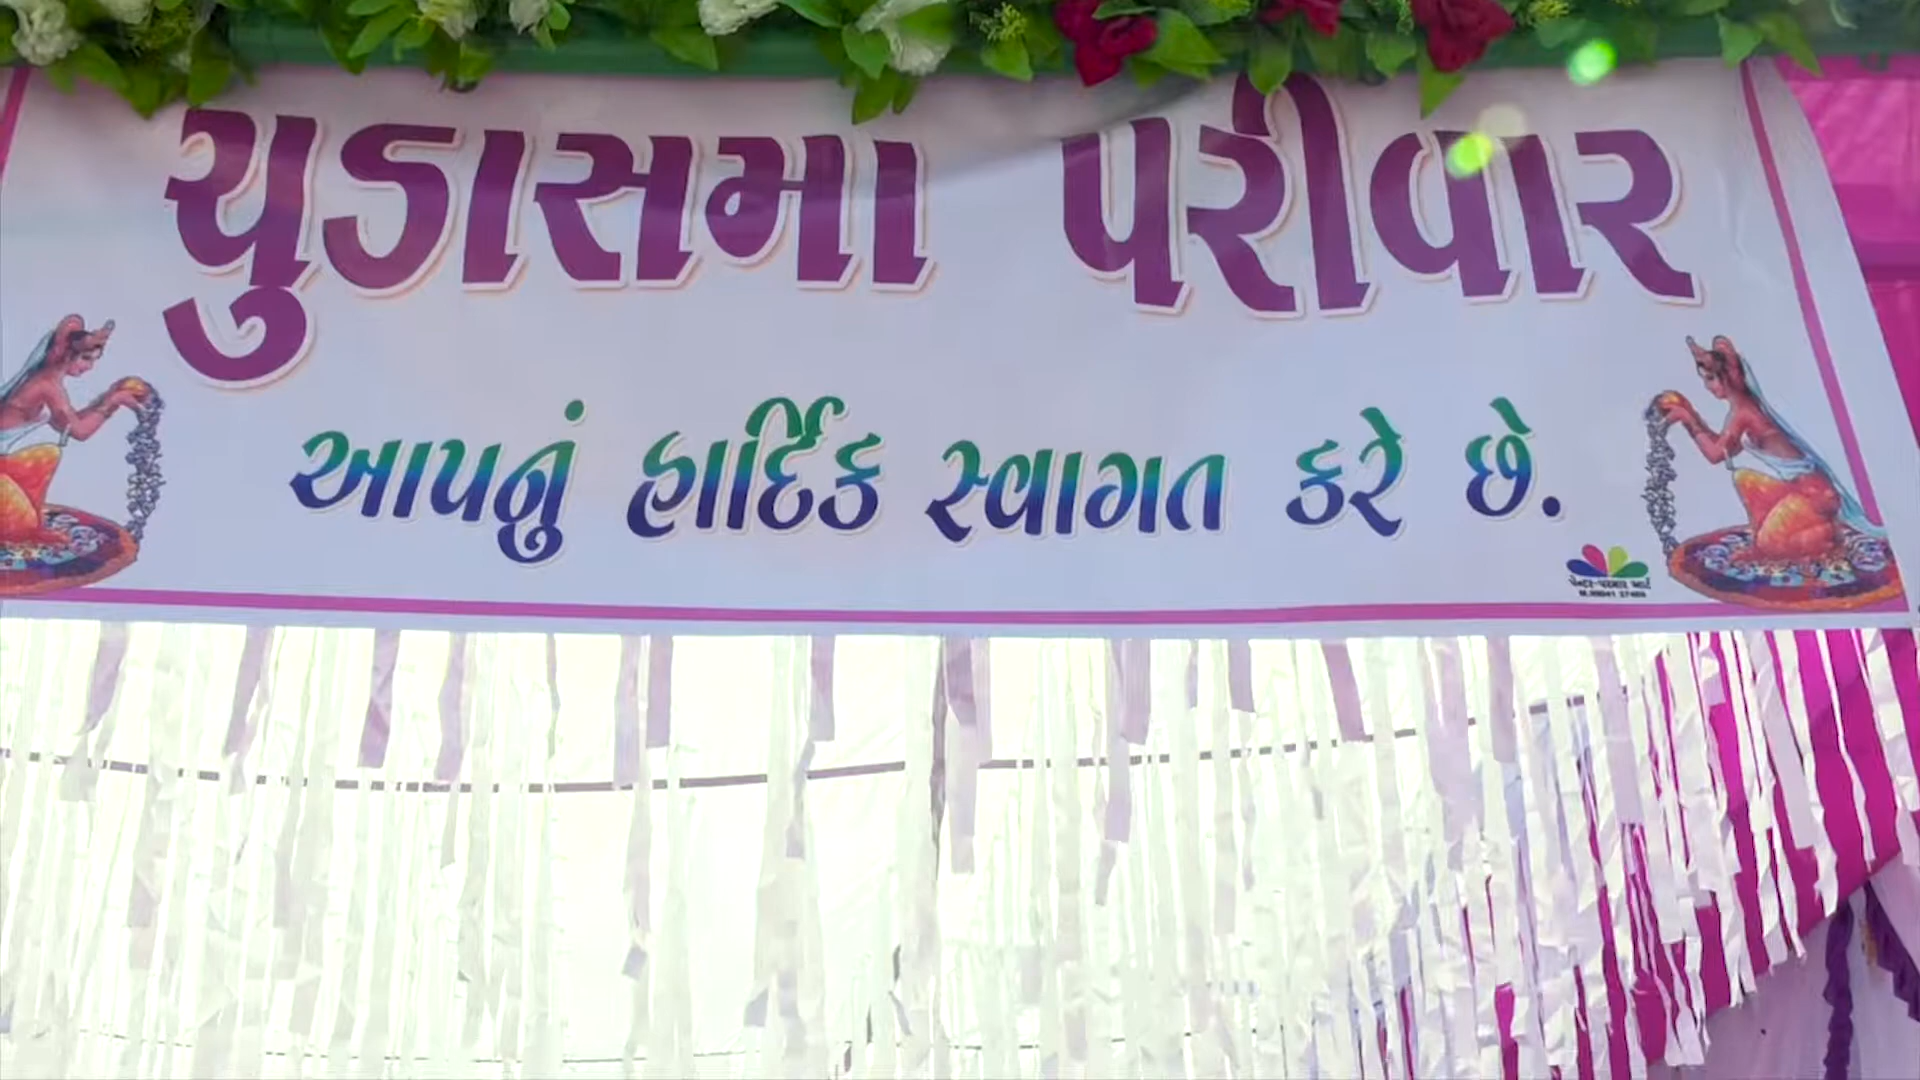 ચુડાસમા પરીવાર
આપનું હાર્દિક સ્વાગત કરે છે.